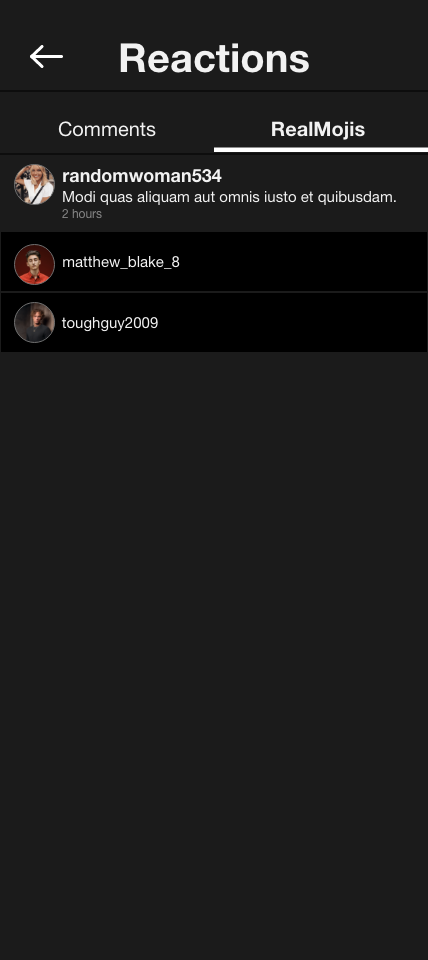 Reactions
Comments
RealMojis
randomwoman534
Modi quas aliquam aut omnis iusto et quibusdam.
2 hours
matthew_blake_8
toughguy2009